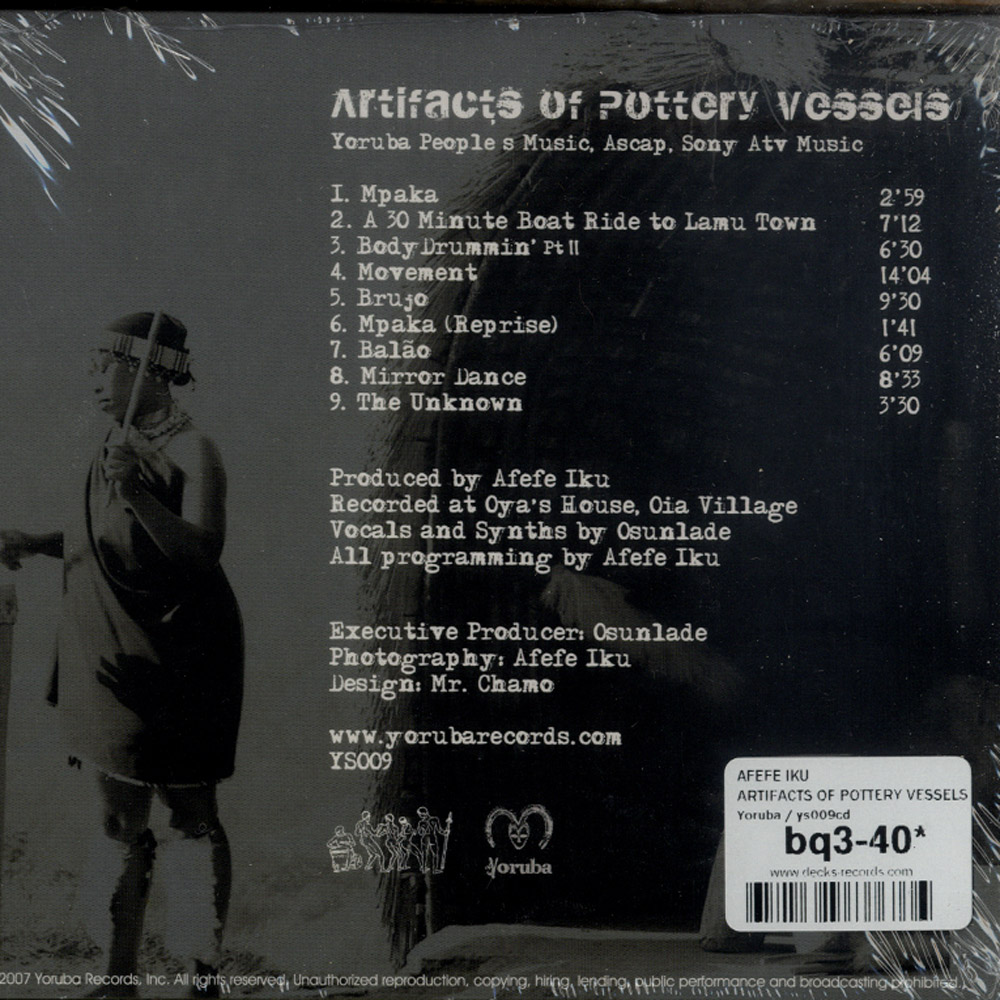 Artifacts of Pottery Vessels
Yoruba People s Music, Ascap, Sony Atv Music
1. Mpaka 2'59
2. A 30 Minute Boat Ride to Lamu Town 7'12
3. Body Drummin' Pt II 6'30
4. Movement 14'04
5. Brujo 9'30
6. Mpaka (Reprise) 1'41
7. Balão 6'09
8. Mirror Dance 8'33
9. The Unknown 3'30
Produced by Afefe Iku
Recorded at Oya's House, Oia Village
Vocals and Synths by Osunlade
All programming by Afefe Iku
Executive Producer: Osunlade
Photography: Afefe Iku
Design: Mr. Chamo
www.yorubarecords.com
YS009
Yoruba
AFEFE IKU
ARTIFACTS OF POTTERY VESSELS
Yoruba / ys009cd
bq3-40*
www.decks-records.com
2007 Yoruba Records, Inc. All rights reserved, Unauthorized reproduction, copying, hiring, lending, public performance and broadcasting prohibited.